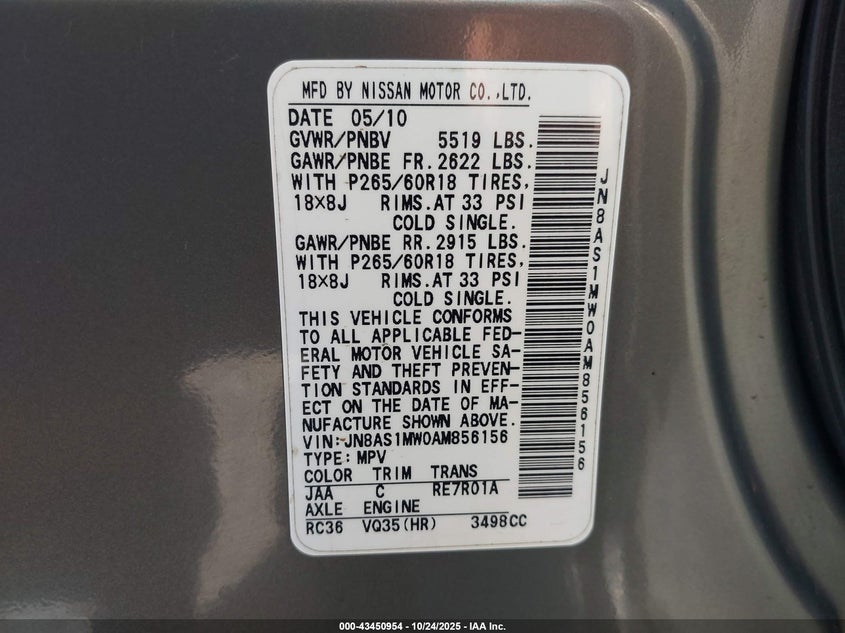 MFD BY NISSAN MOTOR CO.,LTD.
DATE 05/10
GVWR/PNBV 5519 LBS.
GAWR/PNBE FR. 2622 LBS.
WITH P265/60R18 TIRES,
18×8J RIMS. AT 33 PSI
COLD SINGLE.
GAWR/PNBE RR. 2915 LBS.
WITH P265/60R18 TIRES,
18×8J RIMS. AT 33 PSI
COLD SINGLE.
THIS VEHICLE CONFORMS
TO ALL APPLICABLE FED-
ERAL MOTOR VEHICLE SA-
FETY AND THEFT PREVEN-
TION STANDARDS IN EFF-
ECT ON THE DATE OF MA-
NUFACTURE SHOWN ABOVE.
VIN:JN8AS1MW0AM856156
TYPE:MPV
COLOR TRIM TRANS
JAA C RE7R01A
AXLE ENGINE
RC36 VQ35(HR) 3498CC
JN8AS1MW0AM856156
000-43450954 - 10/24/2025 - IAA Inc.